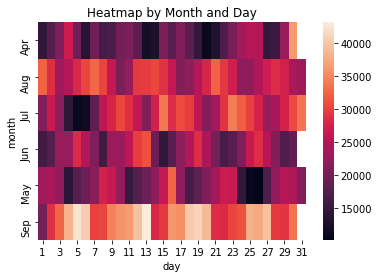 Heatmap by Month and Day
month
Apr
Aug
Jul
Jun
May
Sep
1 3 5 7 9 11 13 15 17 19 21 23 25 27 29 31
day
40000
35000
30000
25000
20000
15000